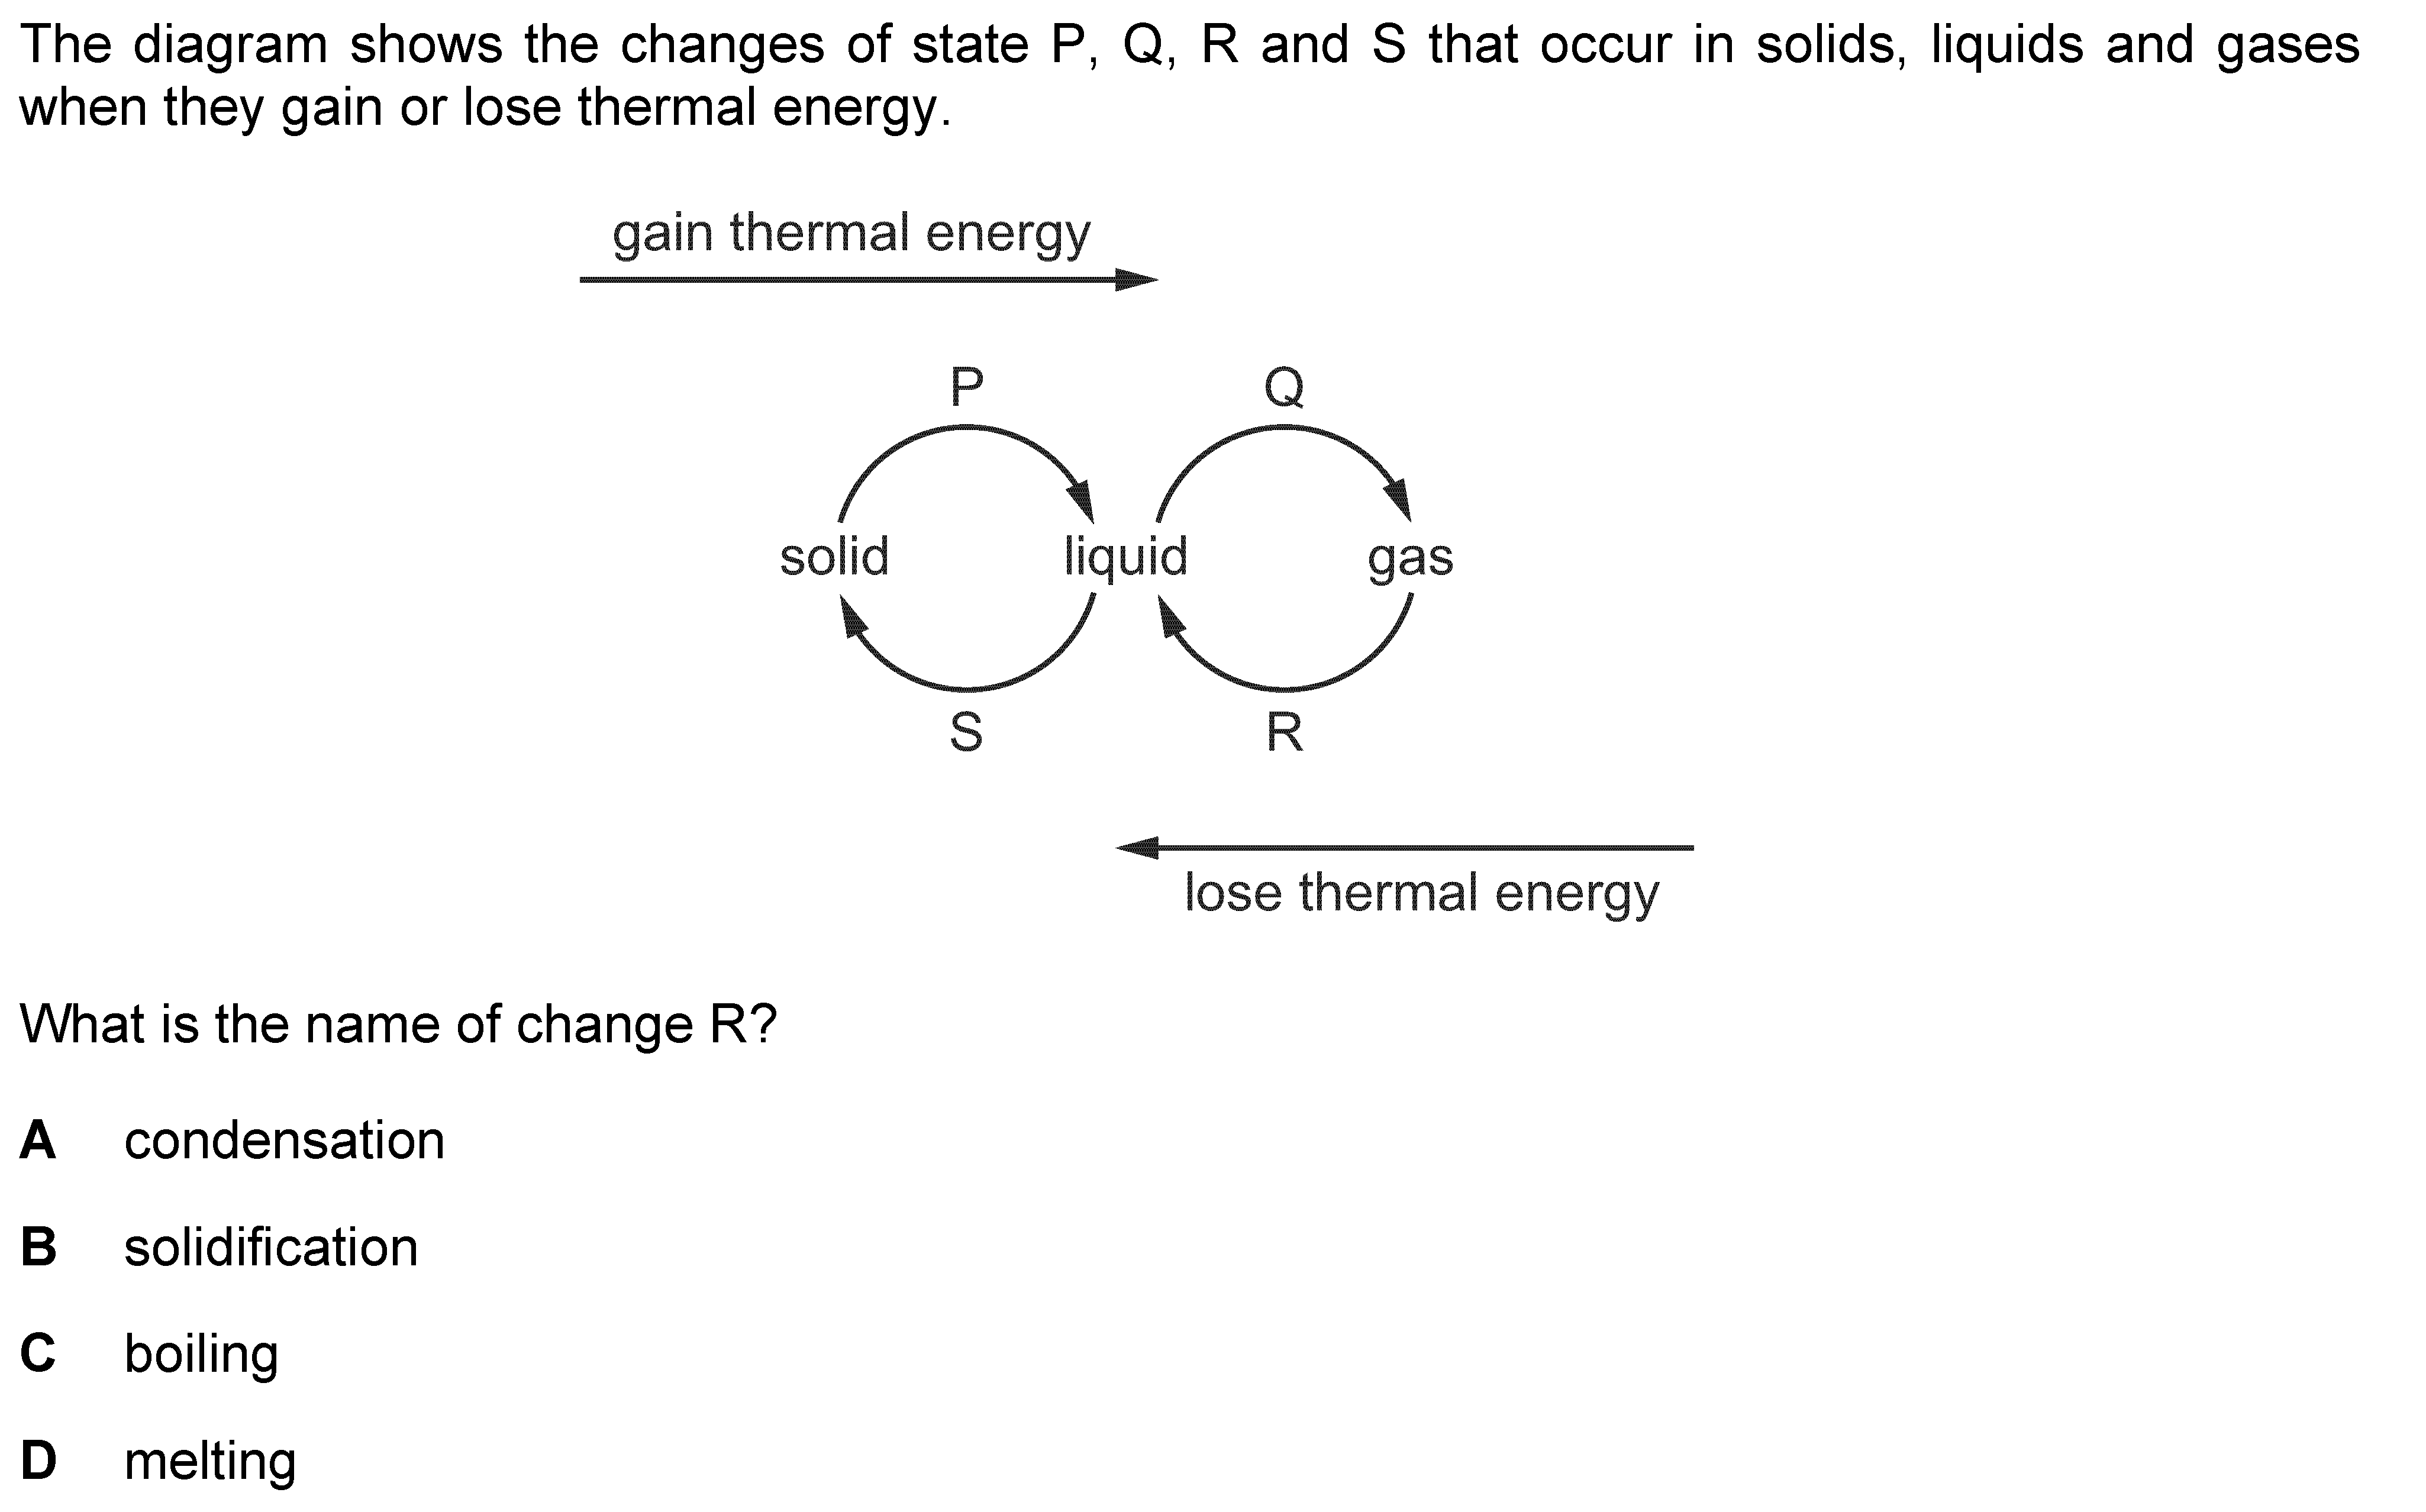 The diagram shows the changes of state P, Q, R and S that occur in solids, liquids and gases
when they gain or lose thermal energy.
gain thermal energy
P Q
solid liquid gas
S R
lose thermal energy
What is the name of change R?
A condensation
B solidification
C boiling
D melting